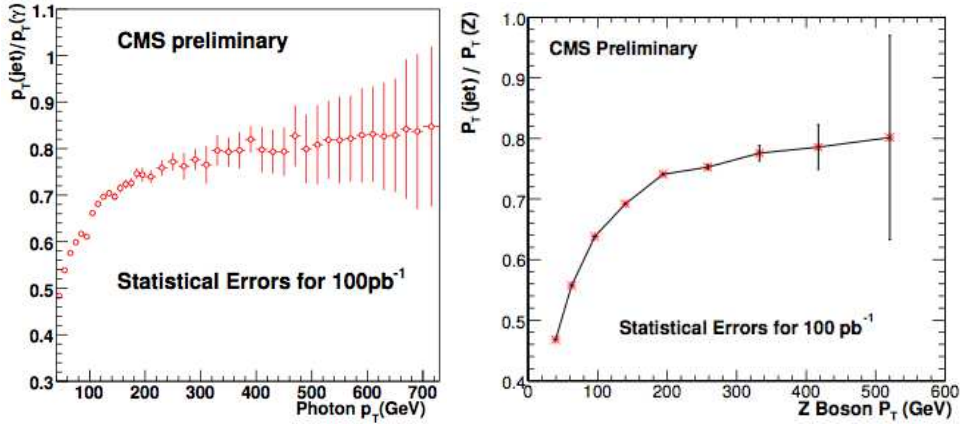 p_T(jet)/p_T(γ)
1.1
1
0.9
0.8
0.7
0.6
0.5
0.4
0.3
CMS preliminary
Statistical Errors for 100pb⁻¹
100 200 300 400 500 600 700
Photon p_T(GeV)
P_T (jet) / P_T (Z)
1.0
0.9
0.8
0.7
0.6
0.5
0.4
CMS Preliminary
Statistical Errors for 100 pb⁻¹
0 100 200 300 400 500 600
Z Boson P_T (GeV)